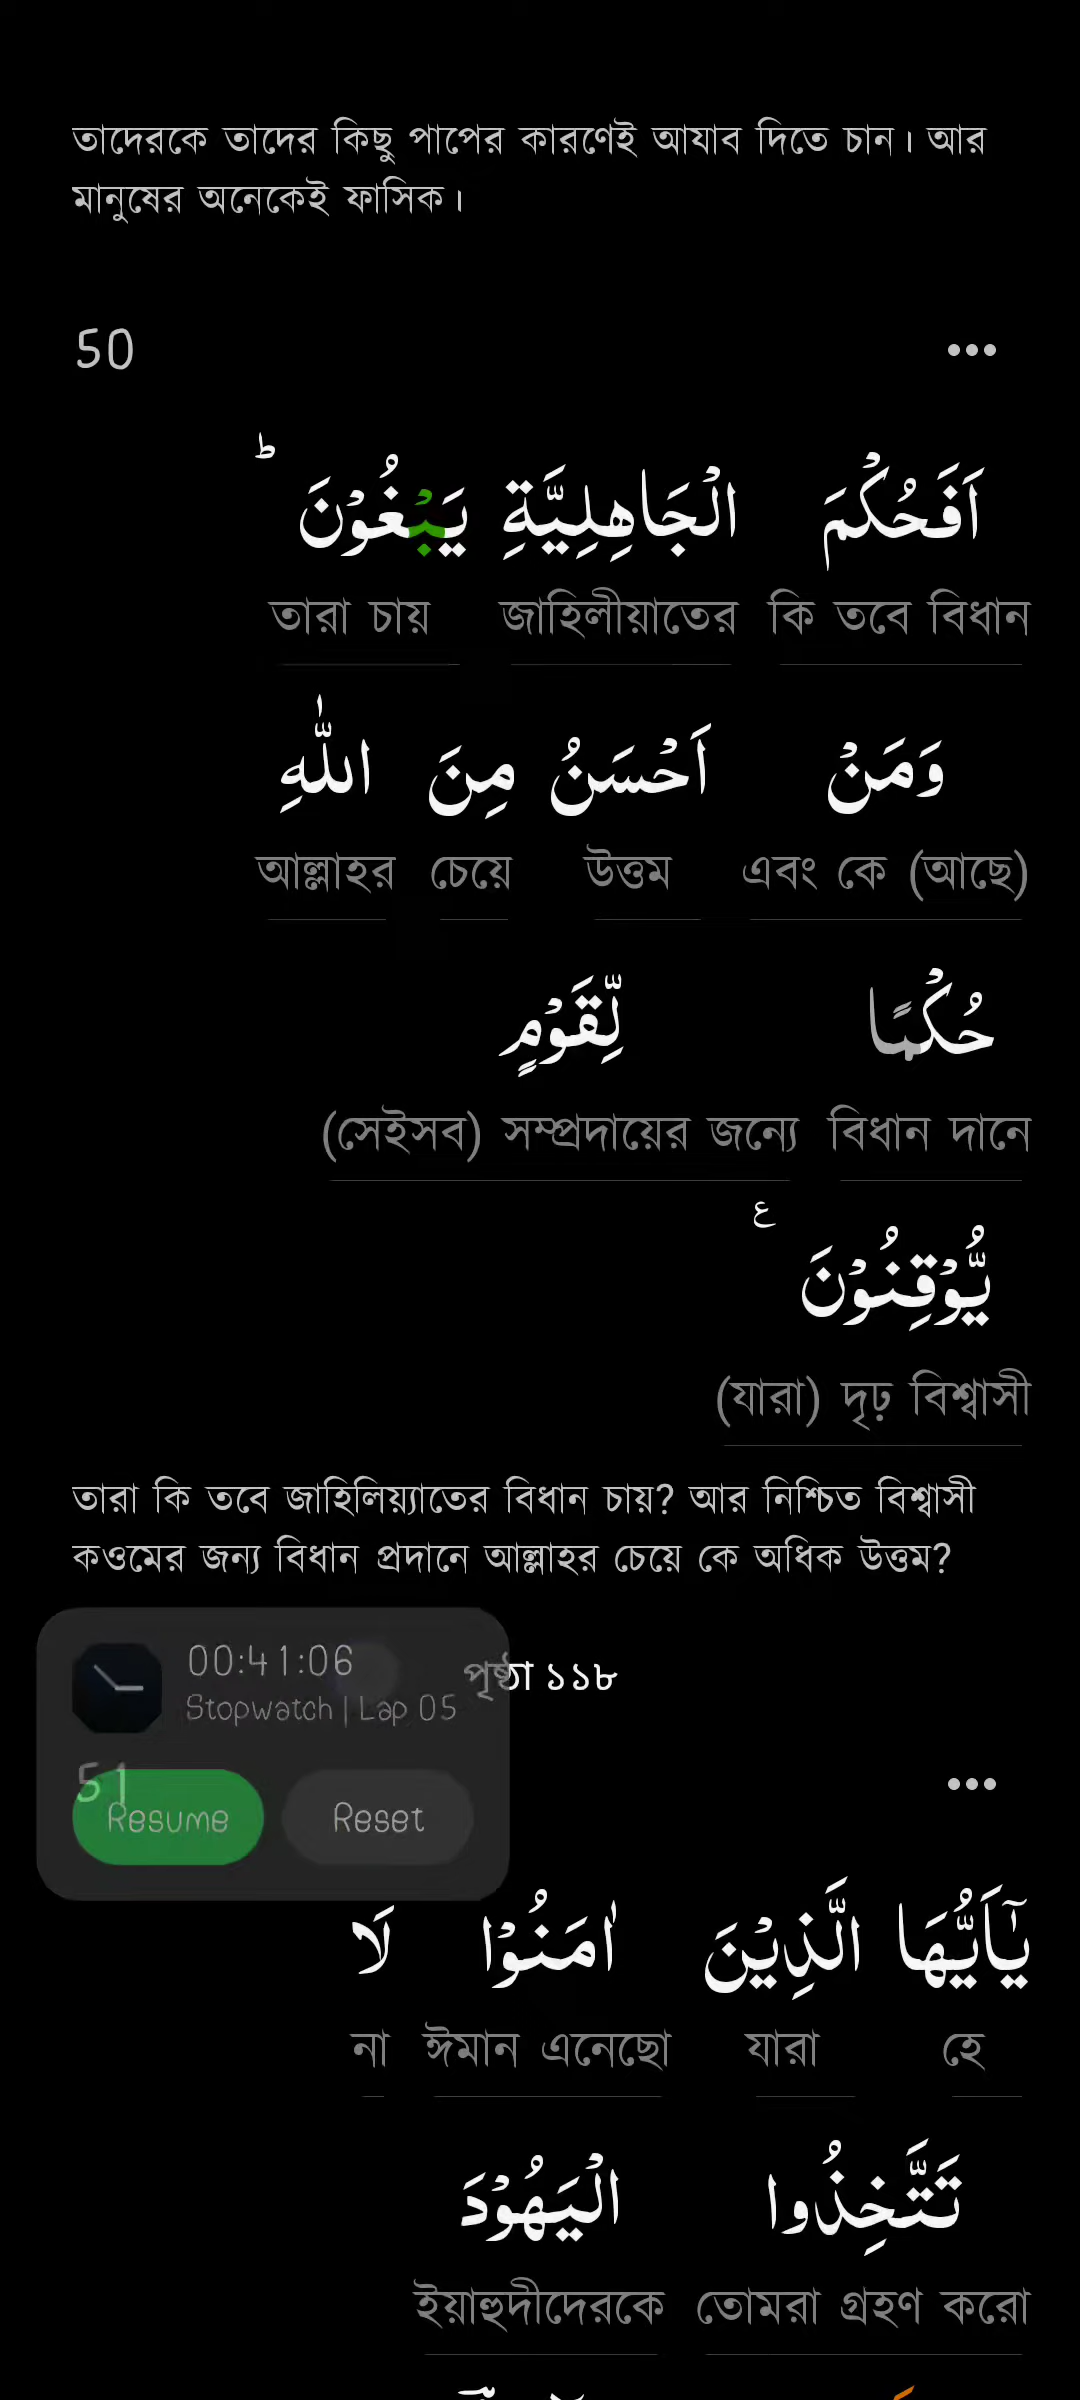 তাদেরকে তাদের কিছু পাপের কারণেই আযাব দিতে চান। আর
মানুষের অনেকেই ফাসিক।
50
اَفَحُكْمَ الْجَاهِلِيَّةِ يَبْغُوْنَ ؕ
কি তবে বিধান জাহিলীয়াতের তারা চায়
وَمَنْ اَحْسَنُ مِنَ اللّٰهِ
এবং কে (আছে) উত্তম চেয়ে আল্লাহর
حُكْمًا لِّقَوْمٍ
বিধান দানে (সেইসব) সম্প্রদায়ের জন্যে
يُّوْقِنُوْنَ ع
(যারা) দৃঢ় বিশ্বাসী
তারা কি তবে জাহিলিয়্যাতের বিধান চায়? আর নিশ্চিত বিশ্বাসী
কওমের জন্য বিধান প্রদানে আল্লাহর চেয়ে কে অধিক উত্তম?
00:41:06
Stopwatch | Lap 05
পৃষ্ঠা ১১৮
51
Resume Reset
يٰٓاَيُّهَا الَّذِيْنَ اٰمَنُوْا لَا
হে যারা ঈমান এনেছো না
تَتَّخِذُوا الْيَهُوْدَ
তোমরা গ্রহণ করো ইয়াহুদীদেরকে